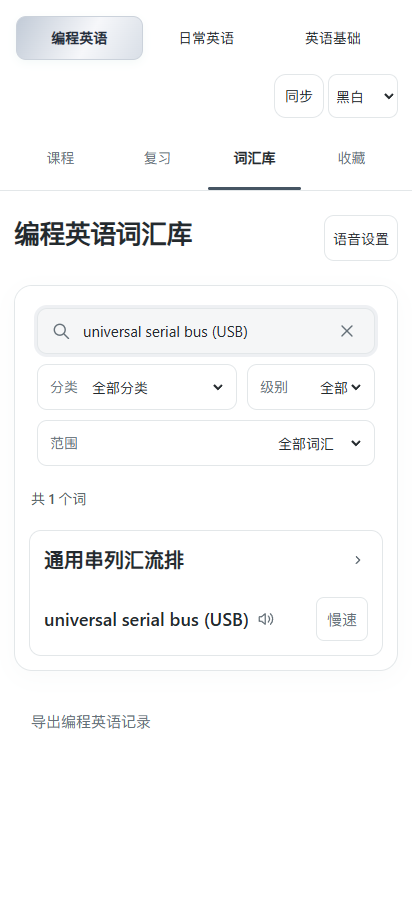 编程英语 日常英语 英语基础
同步 黑白
课程 复习 词汇库 收藏
编程英语词汇库
语音设置
universal serial bus (USB)
分类 全部分类 级别 全部
范围 全部词汇
共 1 个词
通用串列汇流排
universal serial bus (USB) 慢速
导出编程英语记录